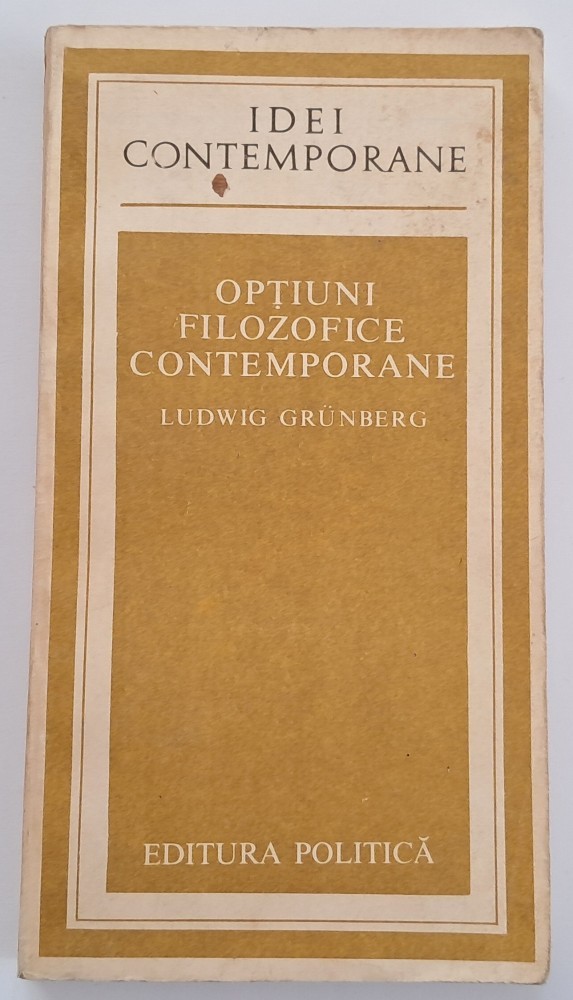 IDEI
CONTEMPORANE
OPȚIUNI
FILOZOFICE
CONTEMPORANE
LUDWIG GRÜNBERG
EDITURA POLITICĂ